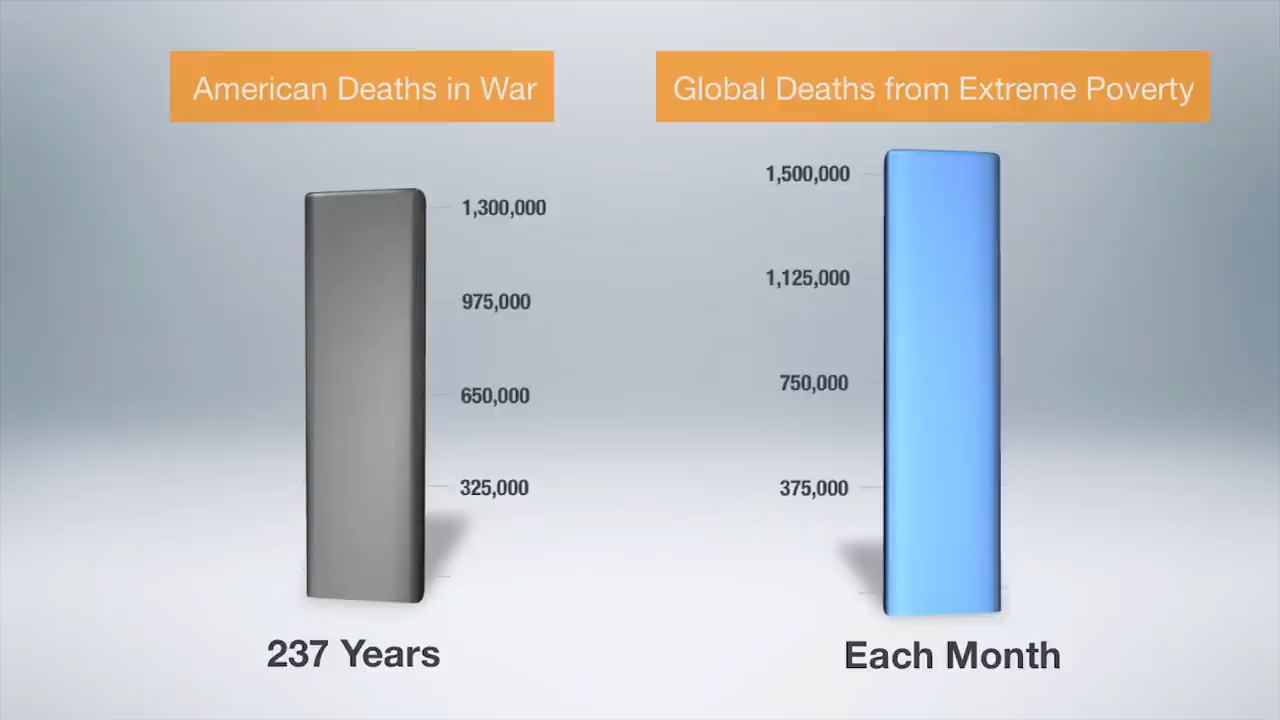 American Deaths in War
Global Deaths from Extreme Poverty
1,300,000
975,000
650,000
325,000
1,500,000
1,125,000
750,000
375,000
237 Years
Each Month